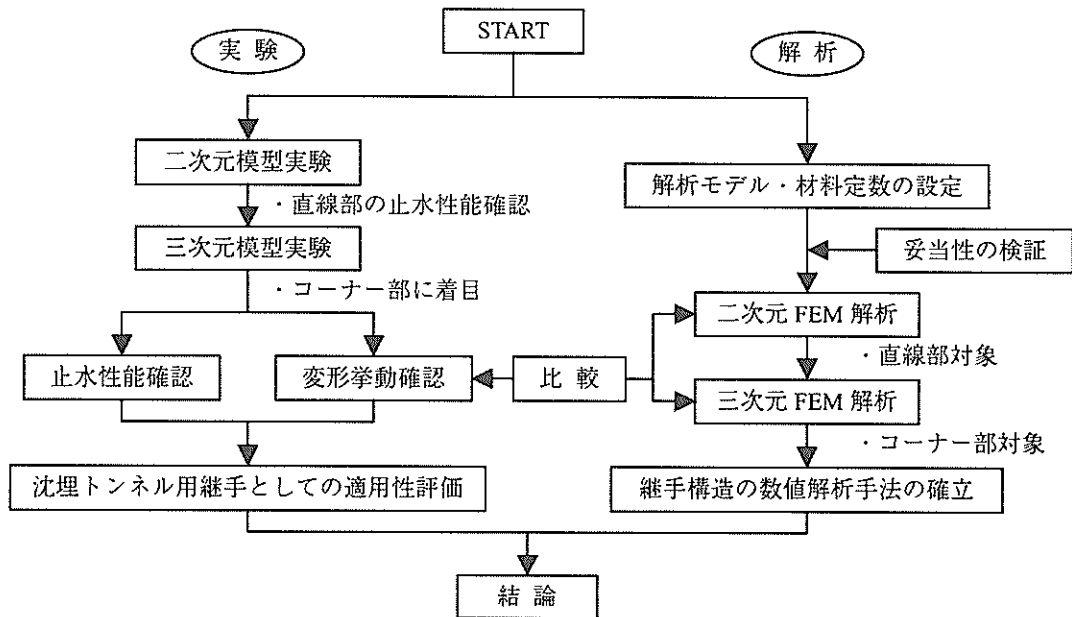 START
実験
解析
二次元模型実験
・直線部の止水性能確認
三次元模型実験
・コーナー部に着目
止水性能確認
変形挙動確認
比較
沈埋トンネル用継手としての適用性評価
解析モデル・材料定数の設定
妥当性の検証
二次元 FEM 解析
・直線部対象
三次元 FEM 解析
・コーナー部対象
継手構造の数値解析手法の確立
結論